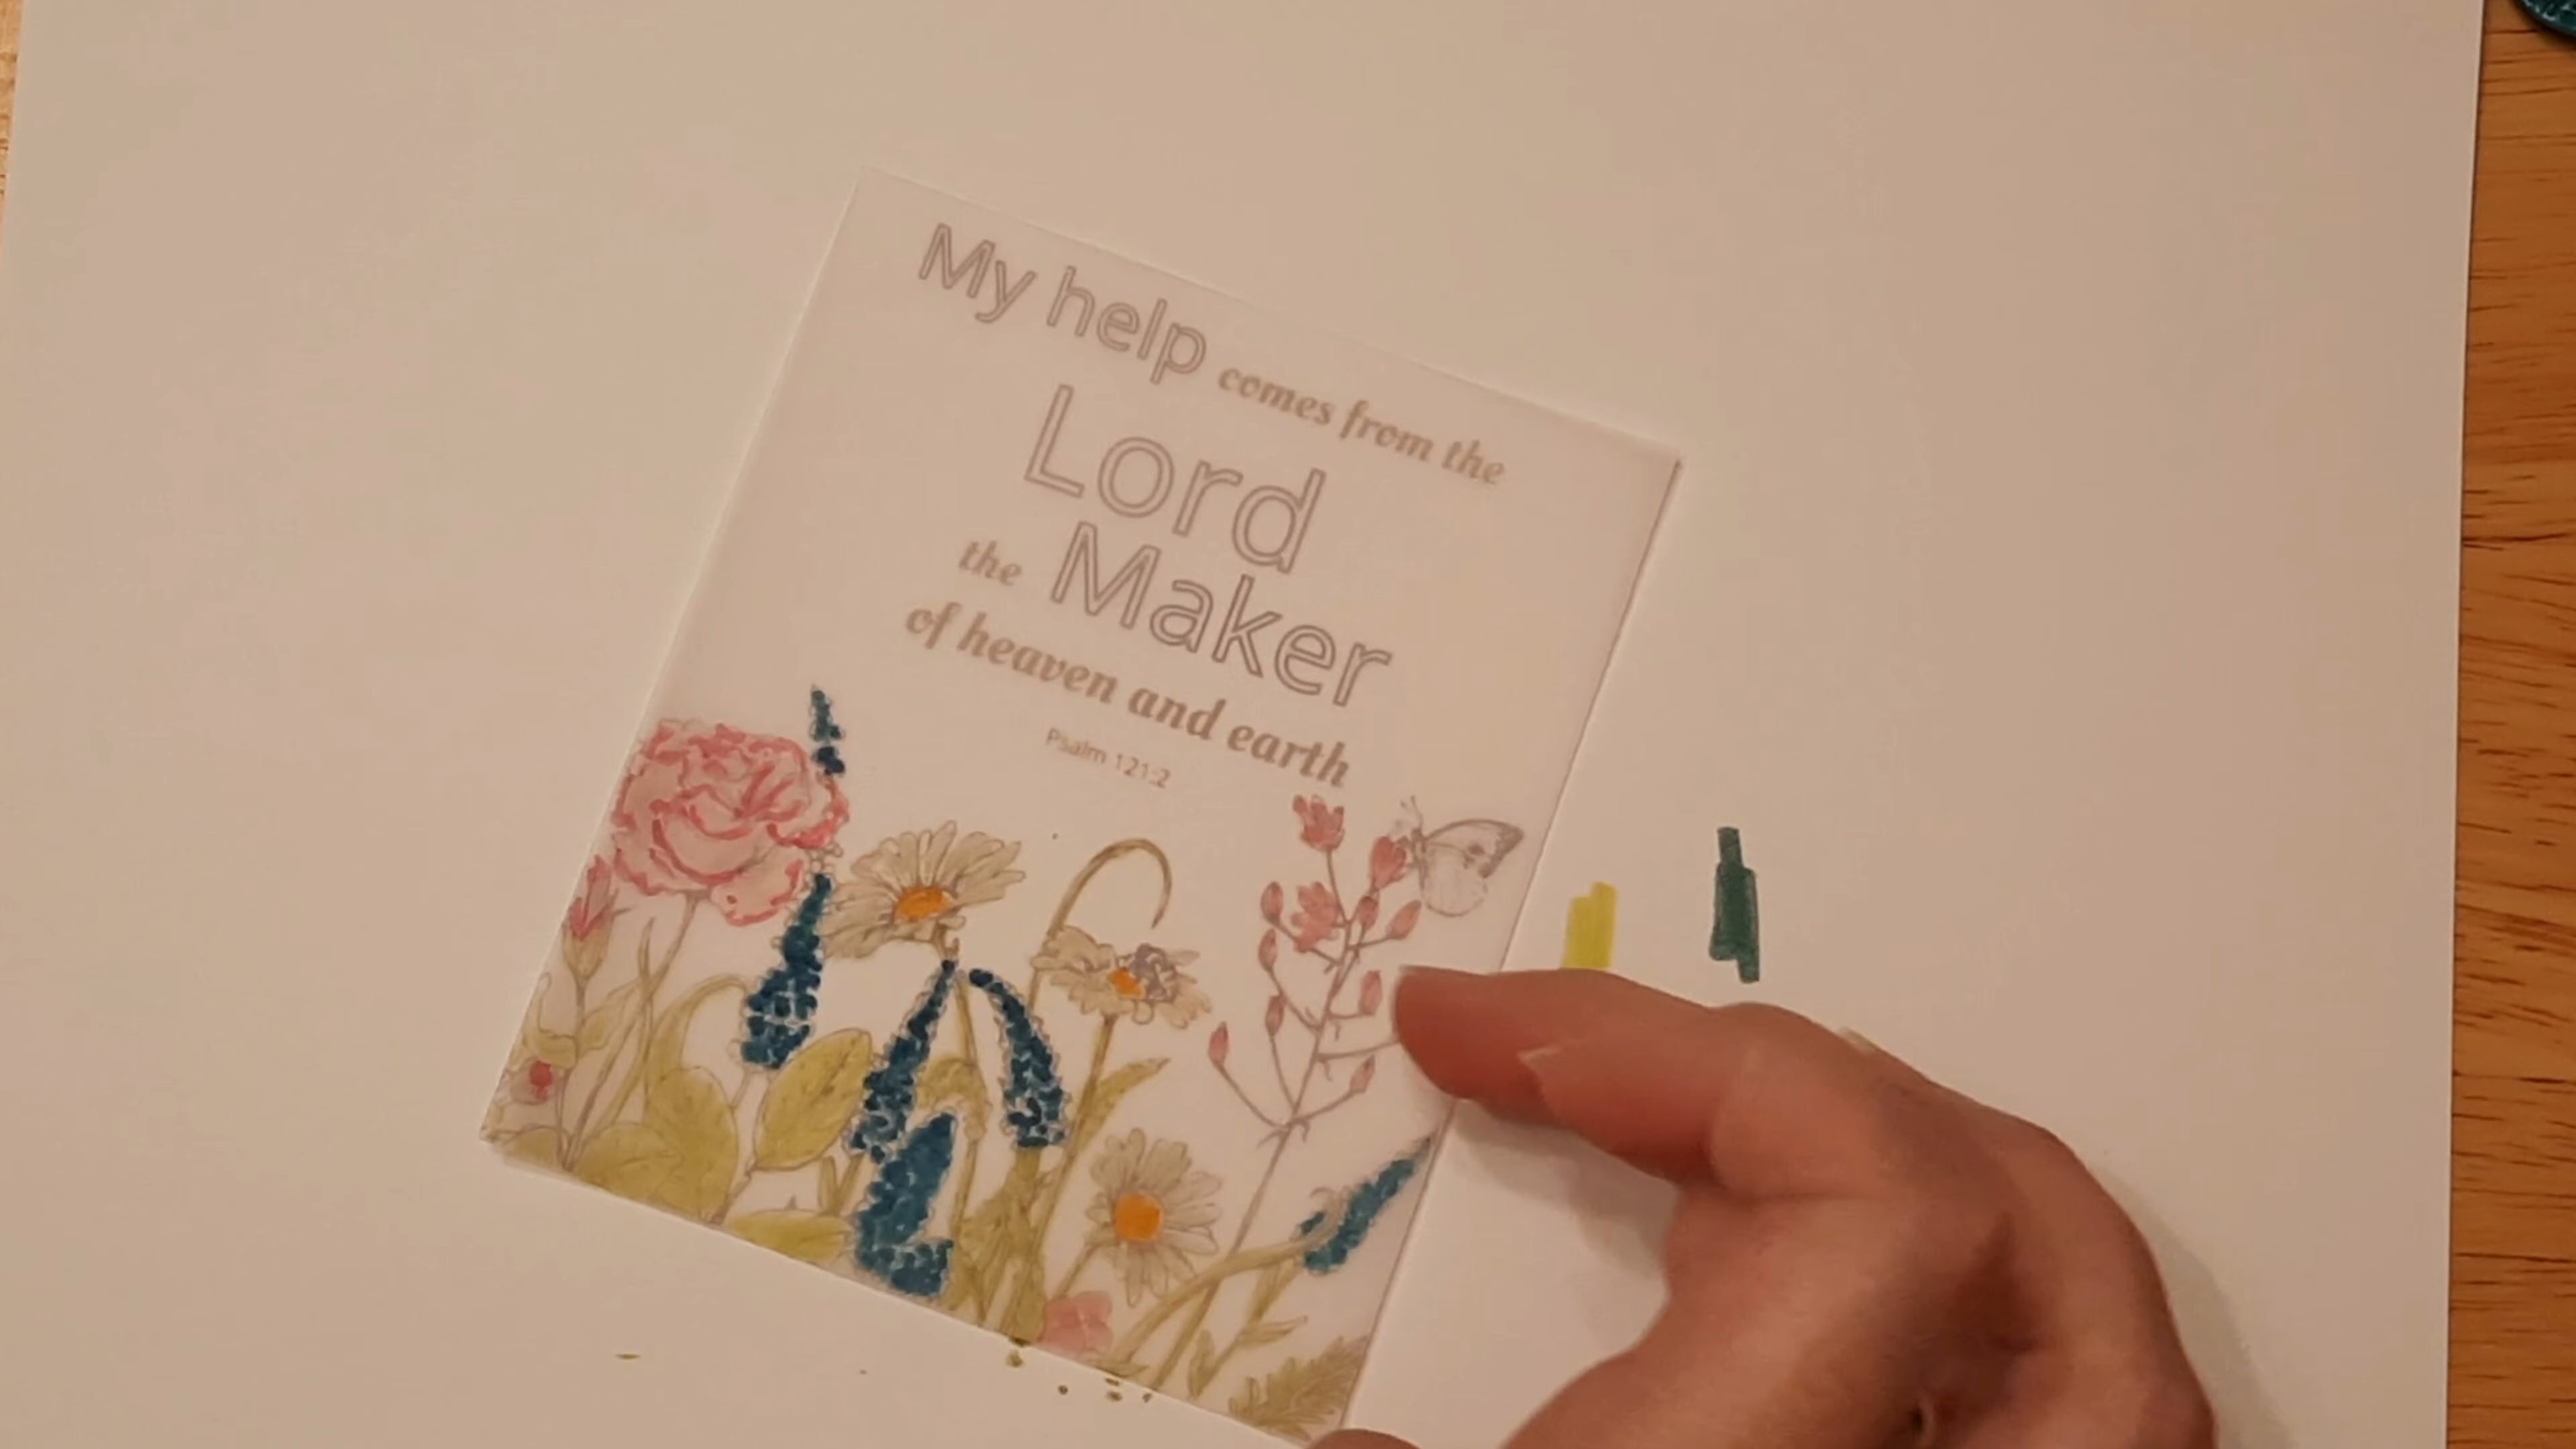 My help comes from the
Lord
the Maker
of heaven and earth
Psalm 121:2